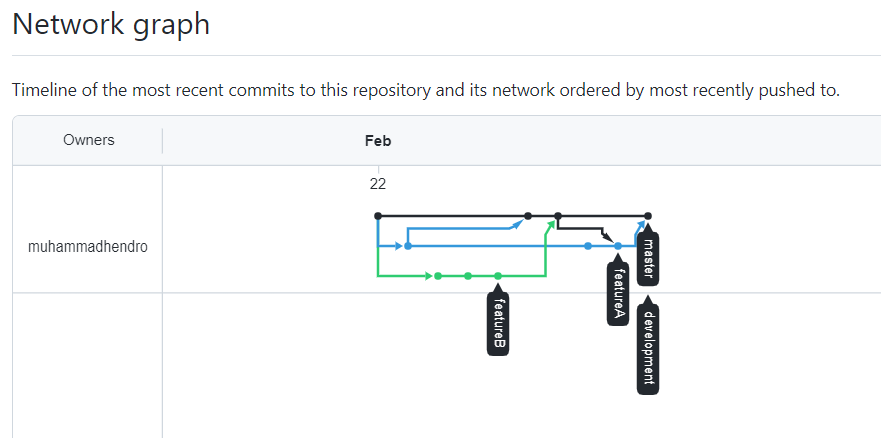 Network graph
Timeline of the most recent commits to this repository and its network ordered by most recently pushed to.
Owners
Feb
22
muhammadhendro
master
featureA
featureB
development